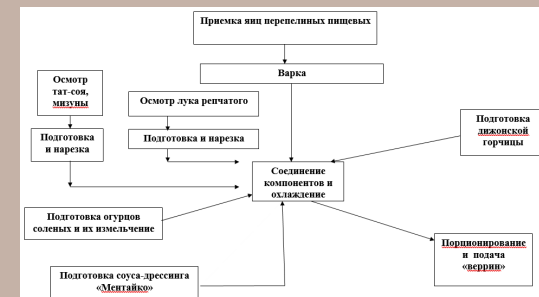 Приемка яиц перепелиных пищевых
Варка
Осмотр
тат-соя,
мизуны
Осмотр лука репчатого
Подготовка
дижонской
горчицы
Подготовка
и нарезка
Подготовка и нарезка
Соединение
компонентов и
охлаждение
Подготовка огурцов
соленых и их измельчение
Порционирование
и подача
«веррин»
Подготовка соуса-дрессинга
«Ментайко»